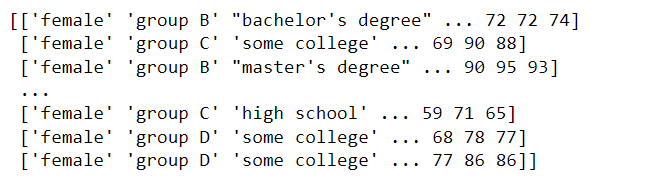 [['female' 'group B' "bachelor's degree" ... 72 72 74]
['female' 'group C' 'some college' ... 69 90 88]
['female' 'group B' "master's degree" ... 90 95 93]
...
['female' 'group C' 'high school' ... 59 71 65]
['female' 'group D' 'some college' ... 68 78 77]
['female' 'group D' 'some college' ... 77 86 86]]